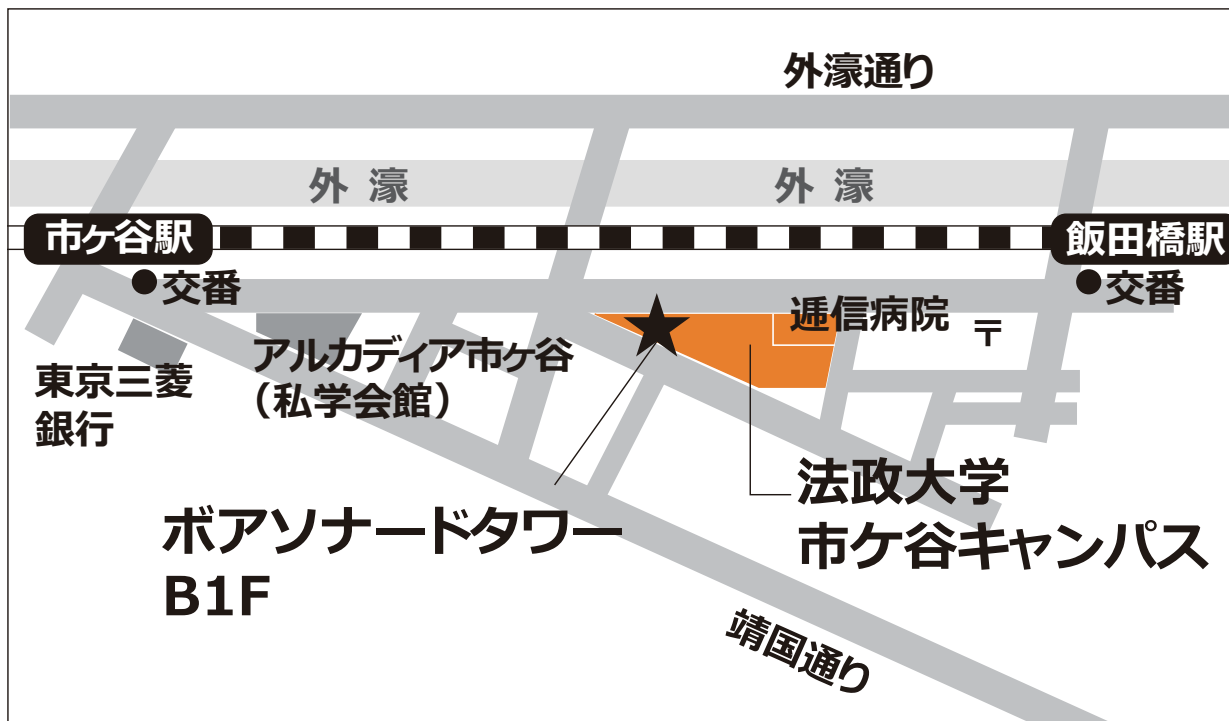 外濠通り
外 濠
外 濠
市ケ谷駅
飯田橋駅
●交番
●交番
逓信病院
〒
アルカディア市ヶ谷
（私学会館）
東京三菱
銀行
法政大学
市ケ谷キャンパス
ボアソナードタワー
B1F
靖国通り